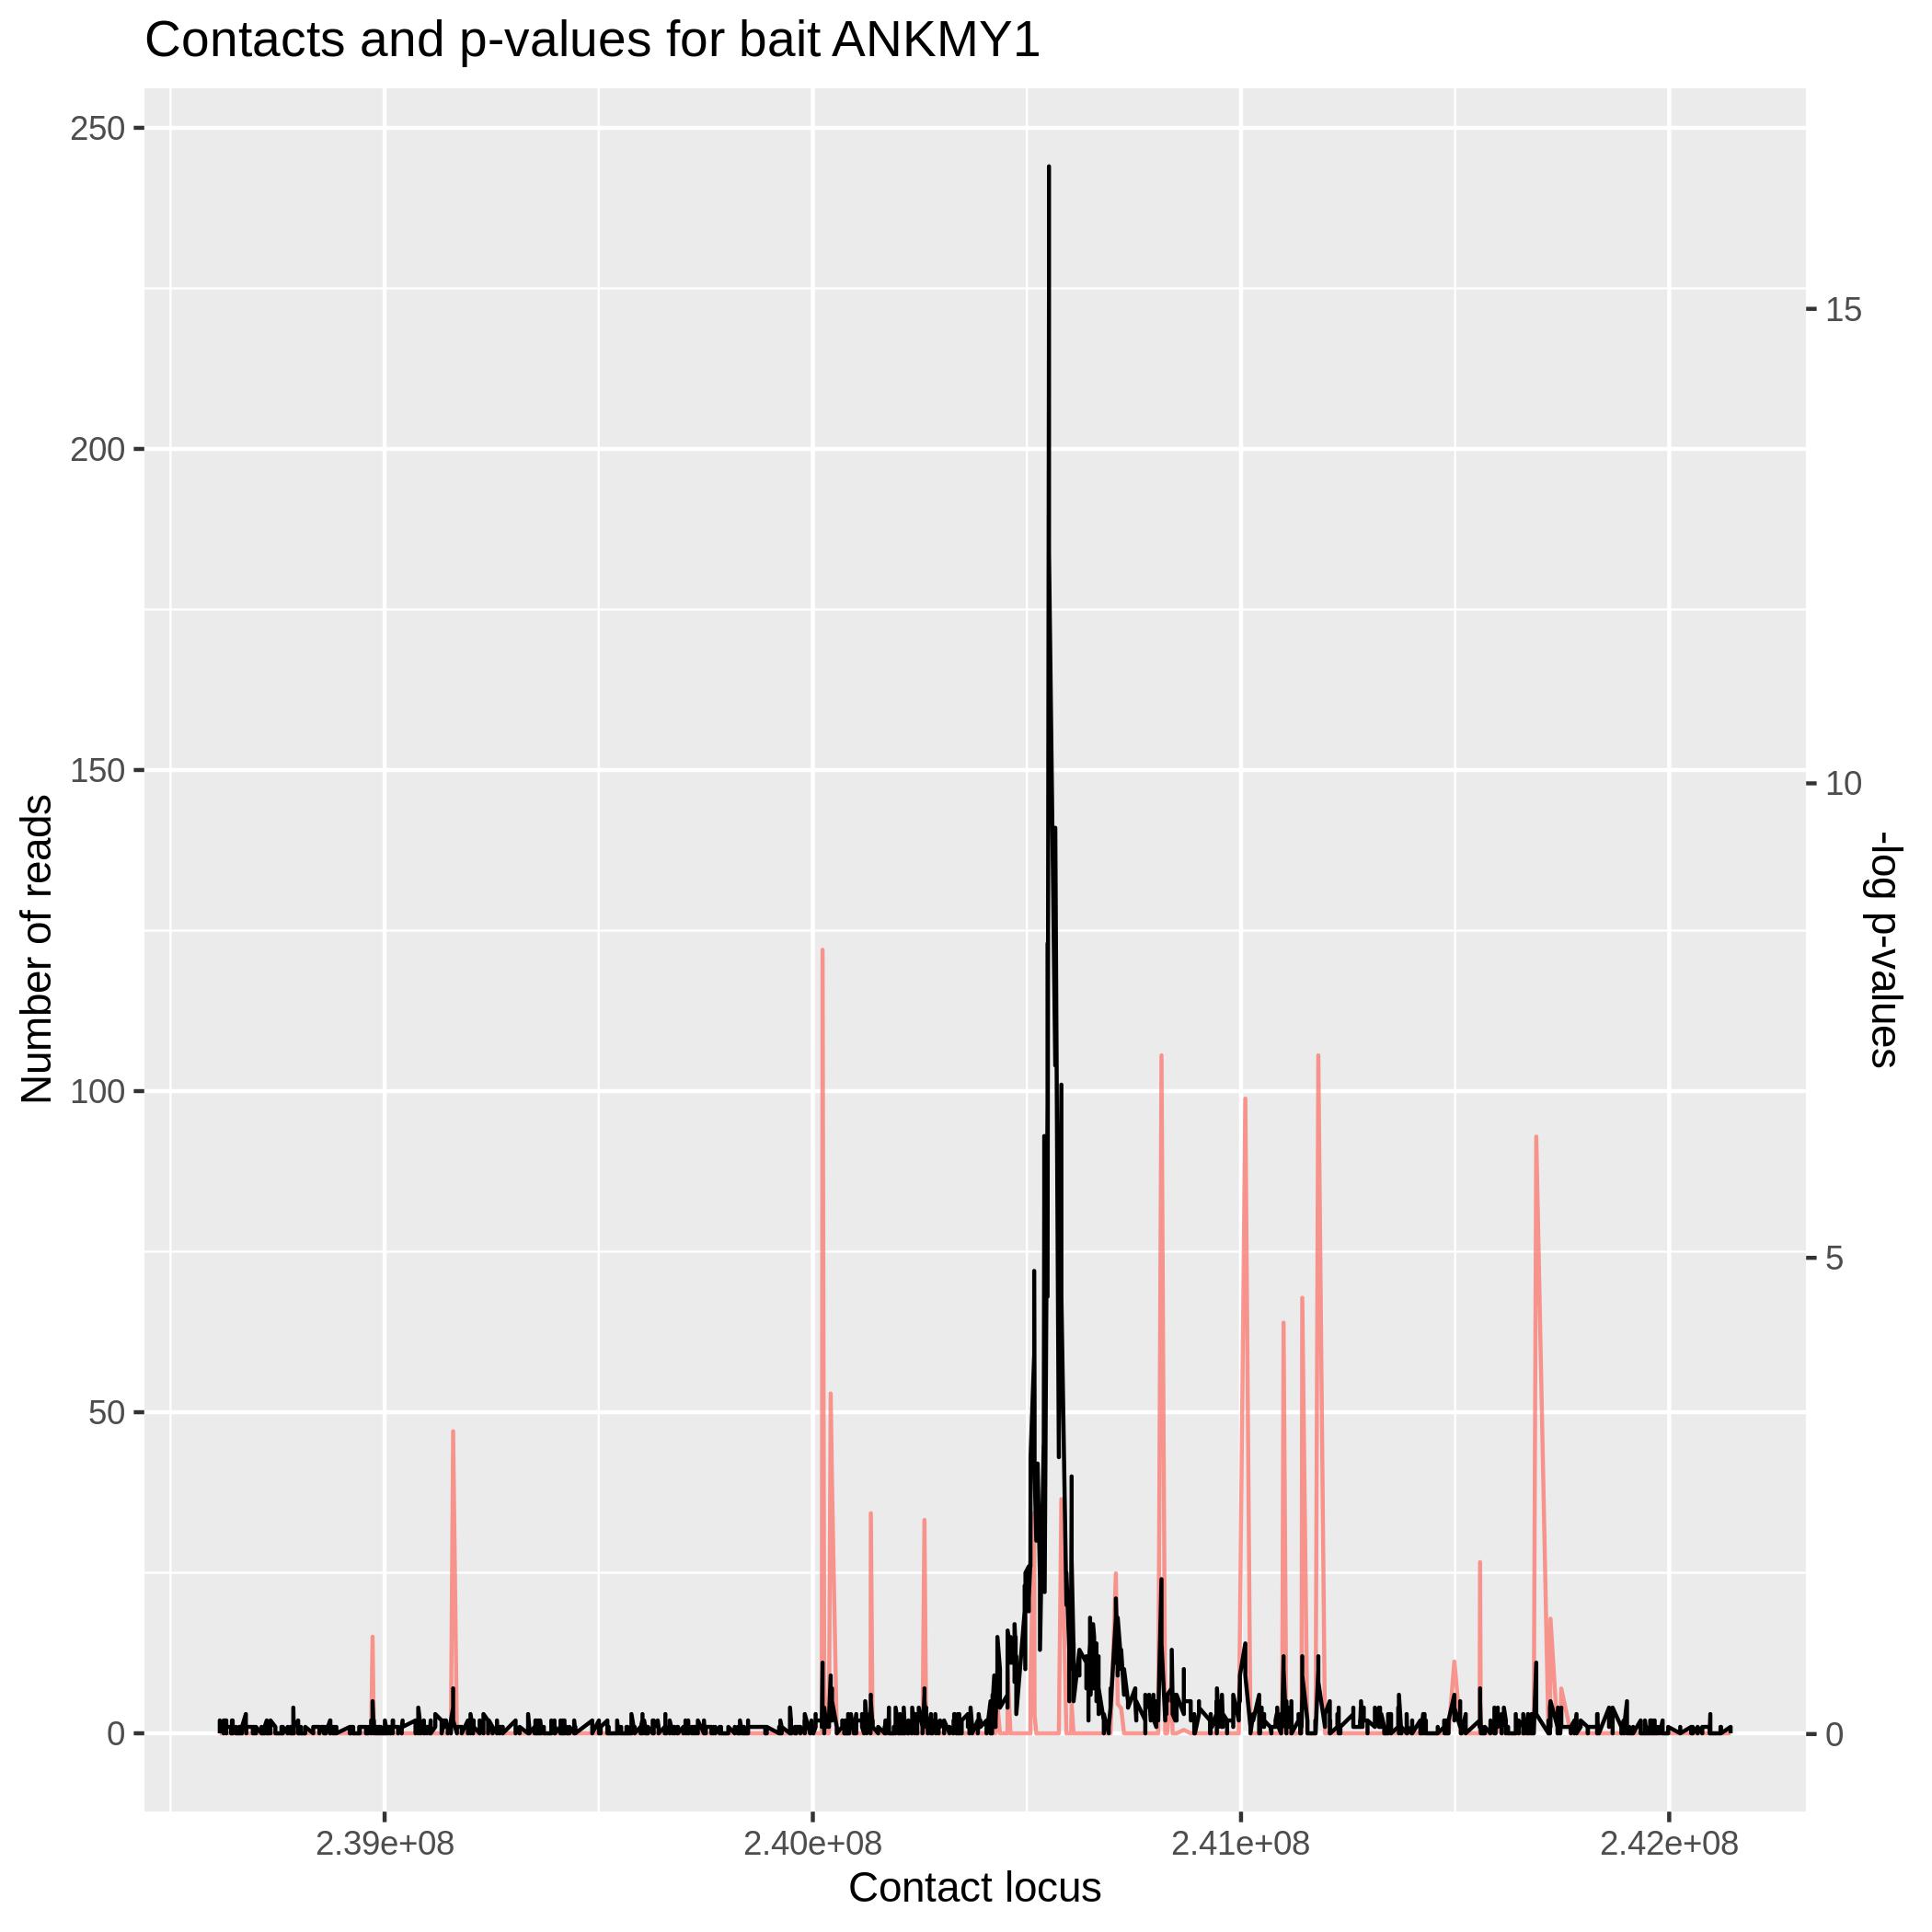 Contacts and p-values for bait ANKMY1
250
200
150
100
50
0
Number of reads
15
10
5
0
-log p-values
2.39e+08
2.40e+08
2.41e+08
2.42e+08
Contact locus